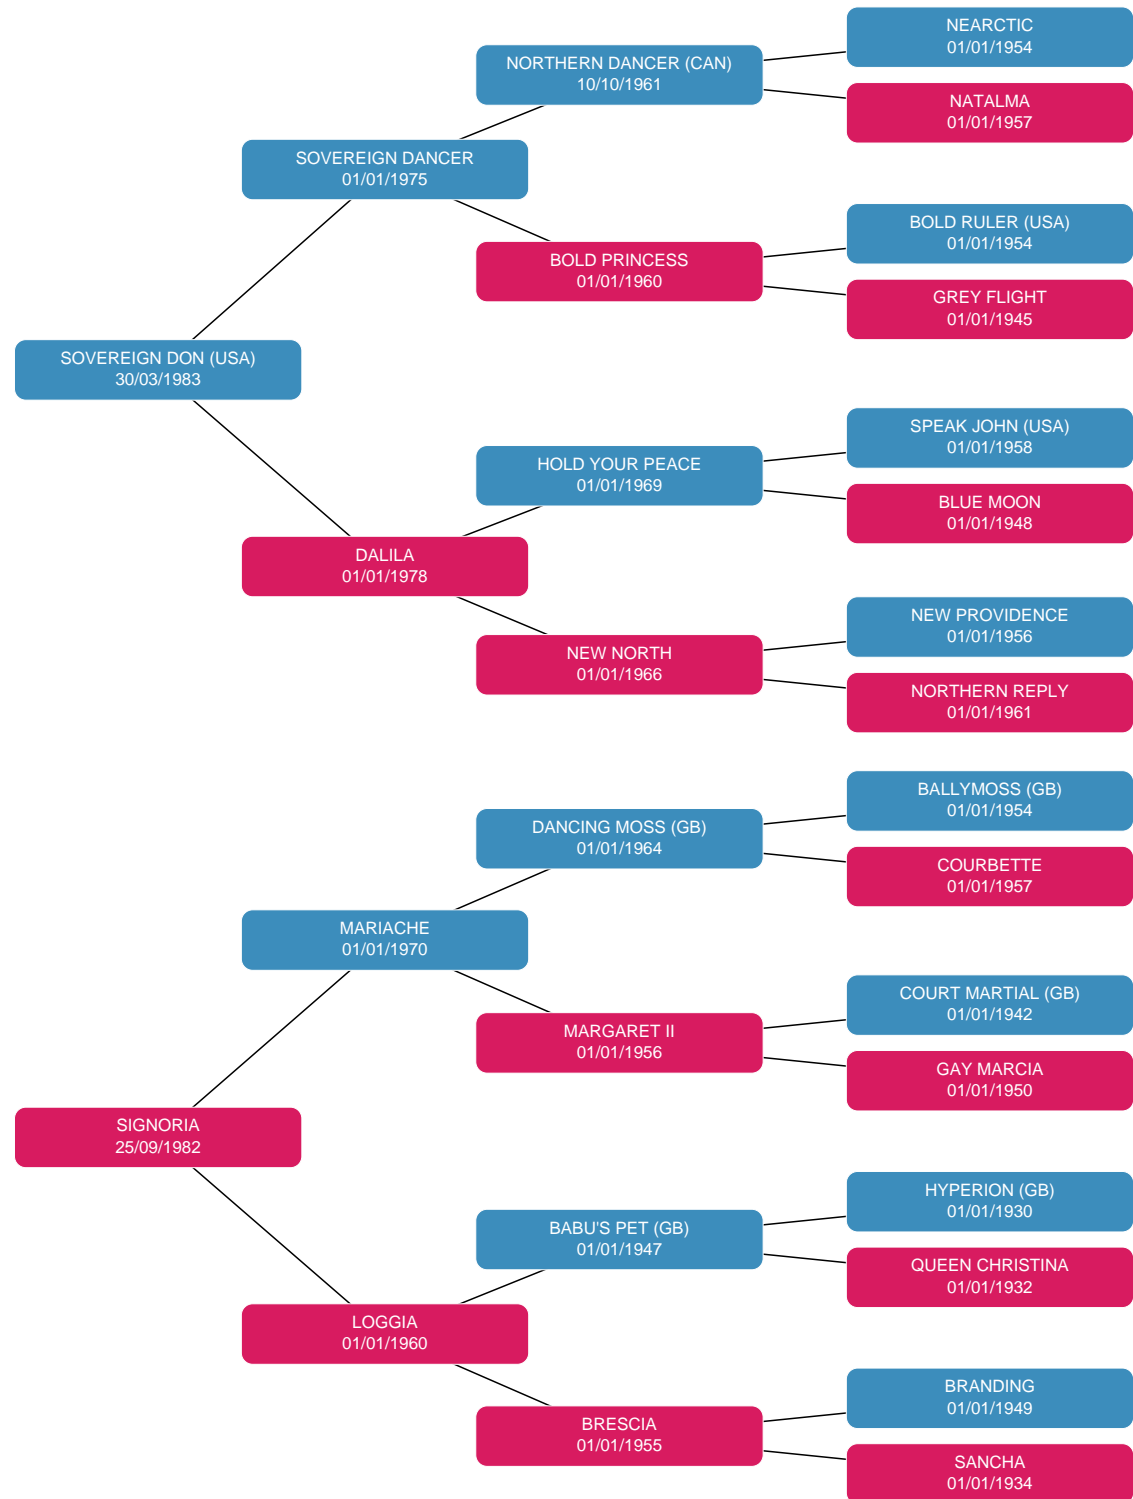 NEARCTIC
01/01/1954
NORTHERN DANCER (CAN)
10/10/1961
NATALMA
01/01/1957
SOVEREIGN DANCER
01/01/1975
BOLD RULER (USA)
01/01/1954
BOLD PRINCESS
01/01/1960
GREY FLIGHT
01/01/1945
SOVEREIGN DON (USA)
30/03/1983
SPEAK JOHN (USA)
01/01/1958
HOLD YOUR PEACE
01/01/1969
BLUE MOON
01/01/1948
DALILA
01/01/1978
NEW PROVIDENCE
01/01/1956
NEW NORTH
01/01/1966
NORTHERN REPLY
01/01/1961
BALLYMOSS (GB)
01/01/1954
DANCING MOSS (GB)
01/01/1964
COURBETTE
01/01/1957
MARIACHE
01/01/1970
COURT MARTIAL (GB)
01/01/1942
MARGARET II
01/01/1956
GAY MARCIA
01/01/1950
SIGNORIA
25/09/1982
HYPERION (GB)
01/01/1930
BABU'S PET (GB)
01/01/1947
QUEEN CHRISTINA
01/01/1932
LOGGIA
01/01/1960
BRANDING
01/01/1949
BRESCIA
01/01/1955
SANCHA
01/01/1934